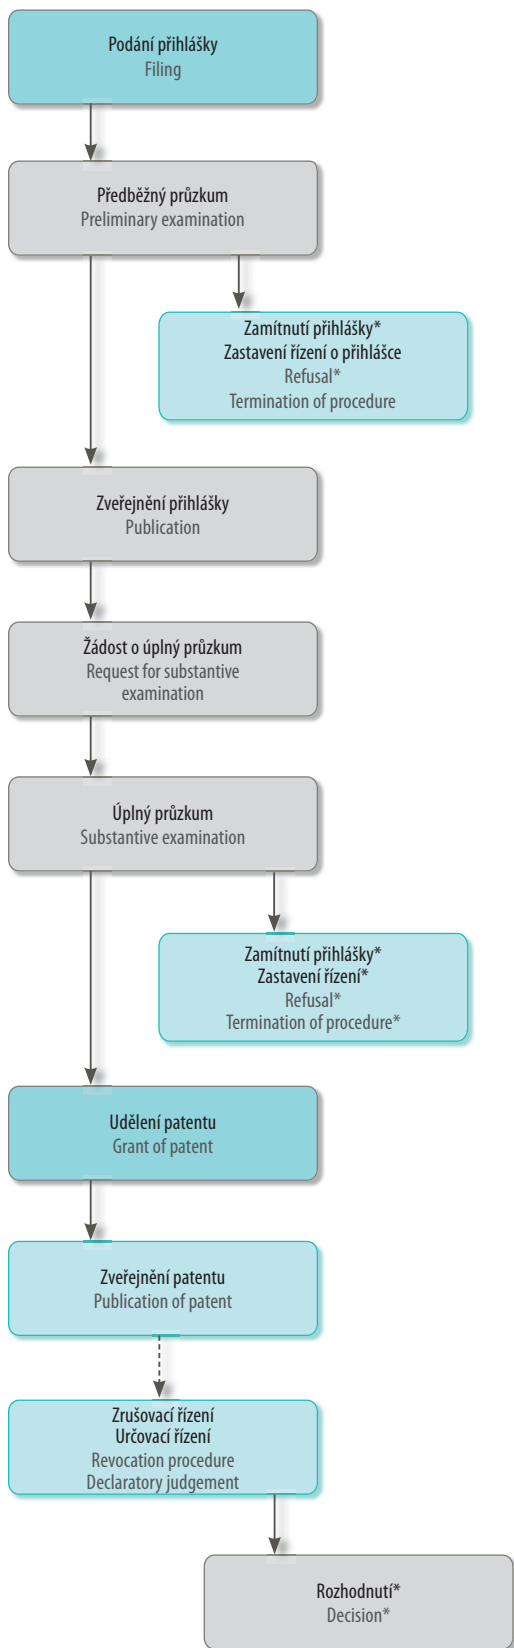 Podání přihlášky
Filing
Předběžný průzkum
Preliminary examination
Zamítnutí přihlášky*
Zastavení řízení o přihlášce
Refusal*
Termination of procedure
Zveřejnění přihlášky
Publication
Žádost o úplný průzkum
Request for substantive
examination
Úplný průzkum
Substantive examination
Zamítnutí přihlášky*
Zastavení řízení*
Refusal*
Termination of procedure*
Udělení patentu
Grant of patent
Zveřejnění patentu
Publication of patent
Zrušovací řízení
Určovací řízení
Revocation procedure
Declaratory judgement
Rozhodnutí*
Decision*